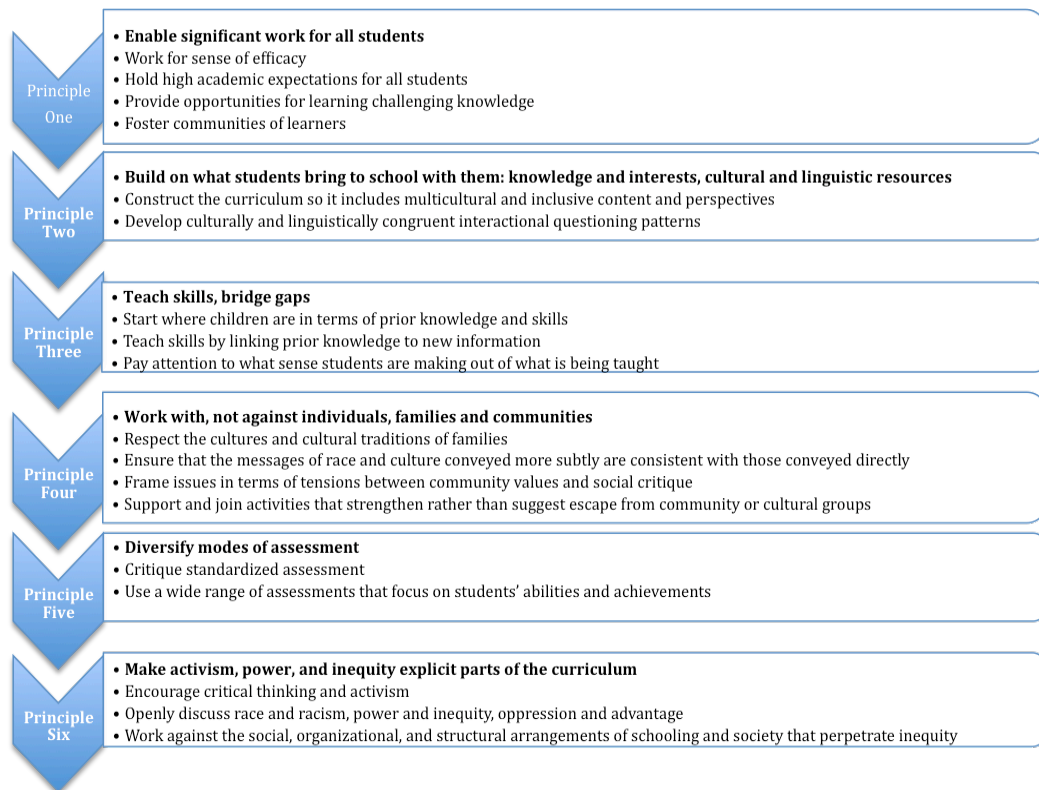 Principle
One
• Enable significant work for all students
• Work for sense of efficacy
• Hold high academic expectations for all students
• Provide opportunities for learning challenging knowledge
• Foster communities of learners
Principle
Two
• Build on what students bring to school with them: knowledge and interests, cultural and linguistic resources
• Construct the curriculum so it includes multicultural and inclusive content and perspectives
• Develop culturally and linguistically congruent interactional questioning patterns
Principle
Three
• Teach skills, bridge gaps
• Start where children are in terms of prior knowledge and skills
• Teach skills by linking prior knowledge to new information
• Pay attention to what sense students are making out of what is being taught
Principle
Four
• Work with, not against individuals, families and communities
• Respect the cultures and cultural traditions of families
• Ensure that the messages of race and culture conveyed more subtly are consistent with those conveyed directly
• Frame issues in terms of tensions between community values and social critique
• Support and join activities that strengthen rather than suggest escape from community or cultural groups
Principle
Five
• Diversify modes of assessment
• Critique standardized assessment
• Use a wide range of assessments that focus on students’ abilities and achievements
Principle
Six
• Make activism, power, and inequity explicit parts of the curriculum
• Encourage critical thinking and activism
• Openly discuss race and racism, power and inequity, oppression and advantage
• Work against the social, organizational, and structural arrangements of schooling and society that perpetrate inequity